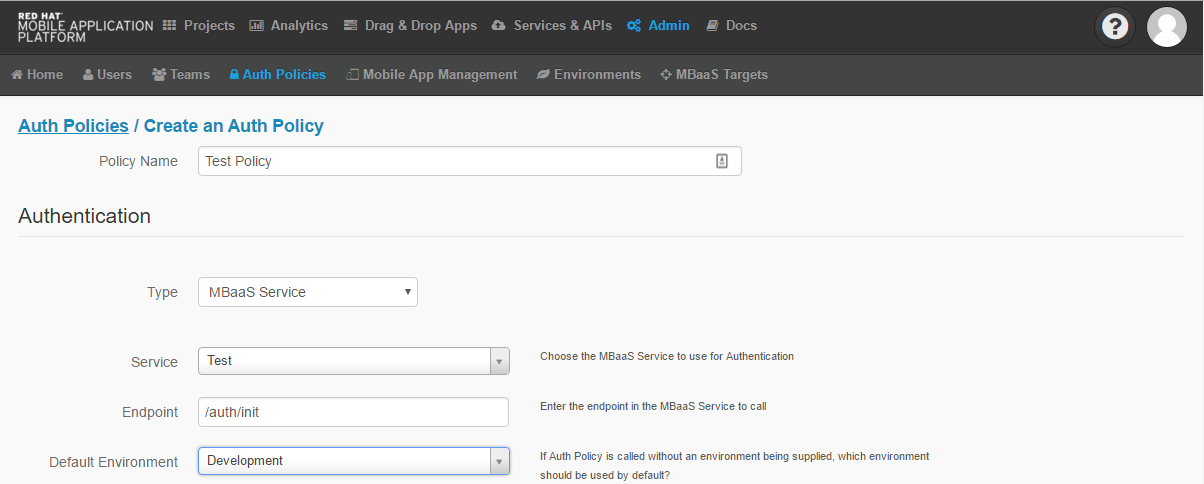 RED HAT
MOBILE APPLICATION
PLATFORM
Projects Analytics Drag & Drop Apps Services & APIs Admin Docs ?
Home Users Teams Auth Policies Mobile App Management Environments MBaaS Targets
Auth Policies / Create an Auth Policy
Policy Name Test Policy
Authentication
Type MBaaS Service
Service Test Choose the MBaaS Service to use for Authentication
Endpoint /auth/init Enter the endpoint in the MBaaS Service to call
Default Environment Development If Auth Policy is called without an environment being supplied, which environment
should be used by default?